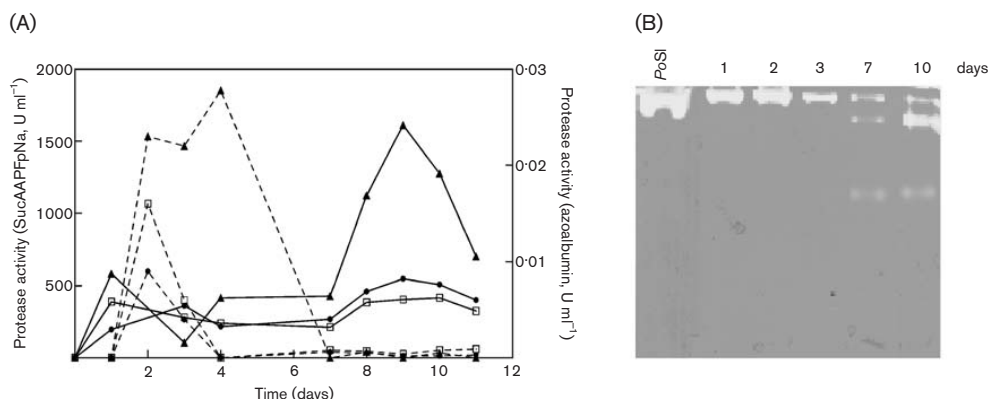 (A)
2000
1500
1000
500
Protease activity (SucAAPFpNa, U ml⁻¹)
0·03
0·02
0·01
Protease activity (azoalbumin, U ml⁻¹)
2 4 6 8 10 12
Time (days)
(B)
PoSl
1 2 3 7 10 days